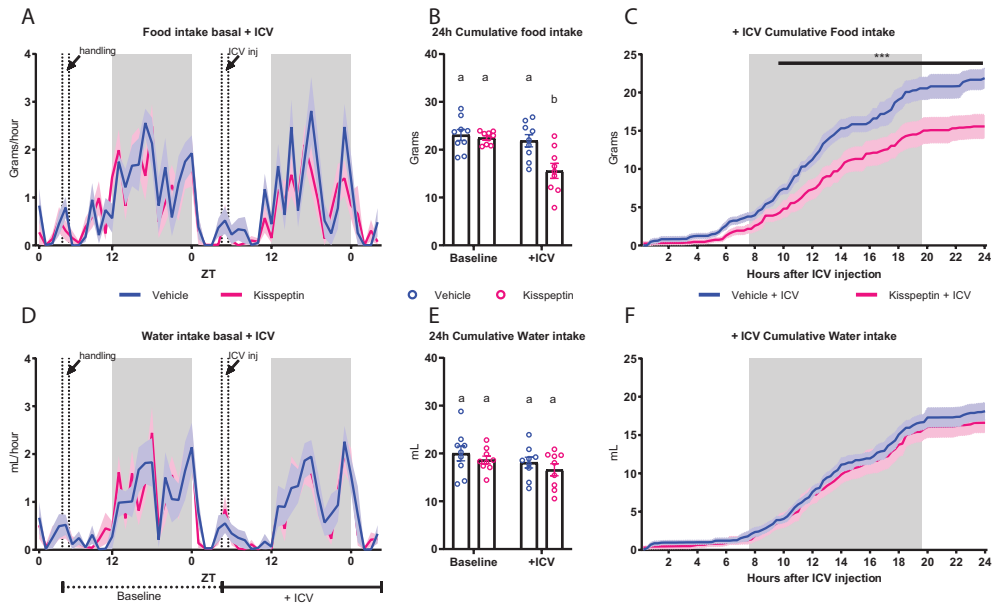 A
Food intake basal + ICV
handling
ICV inj
Grams/hour
4
3
2
1
0
0 12 0 12 0
ZT
Vehicle Kisspeptin
B
24h Cumulative food intake
Grams
40
30
20
10
0
a a a b
Baseline +ICV
Vehicle Kisspeptin
C
+ ICV Cumulative Food intake
***
Grams
25
20
15
10
5
0
2 4 6 8 10 12 14 16 18 20 22 24
Hours after ICV injection
Vehicle + ICV Kisspeptin + ICV
D
Water intake basal + ICV
handling
ICV inj
mL/hour
4
3
2
1
0
0 12 0 12 0
ZT
Baseline + ICV
E
24h Cumulative Water intake
mL
40
30
20
10
0
a a a a
Baseline +ICV
F
+ ICV Cumulative Water intake
mL
25
20
15
10
5
0
2 4 6 8 10 12 14 16 18 20 22 24
Hours after ICV injection